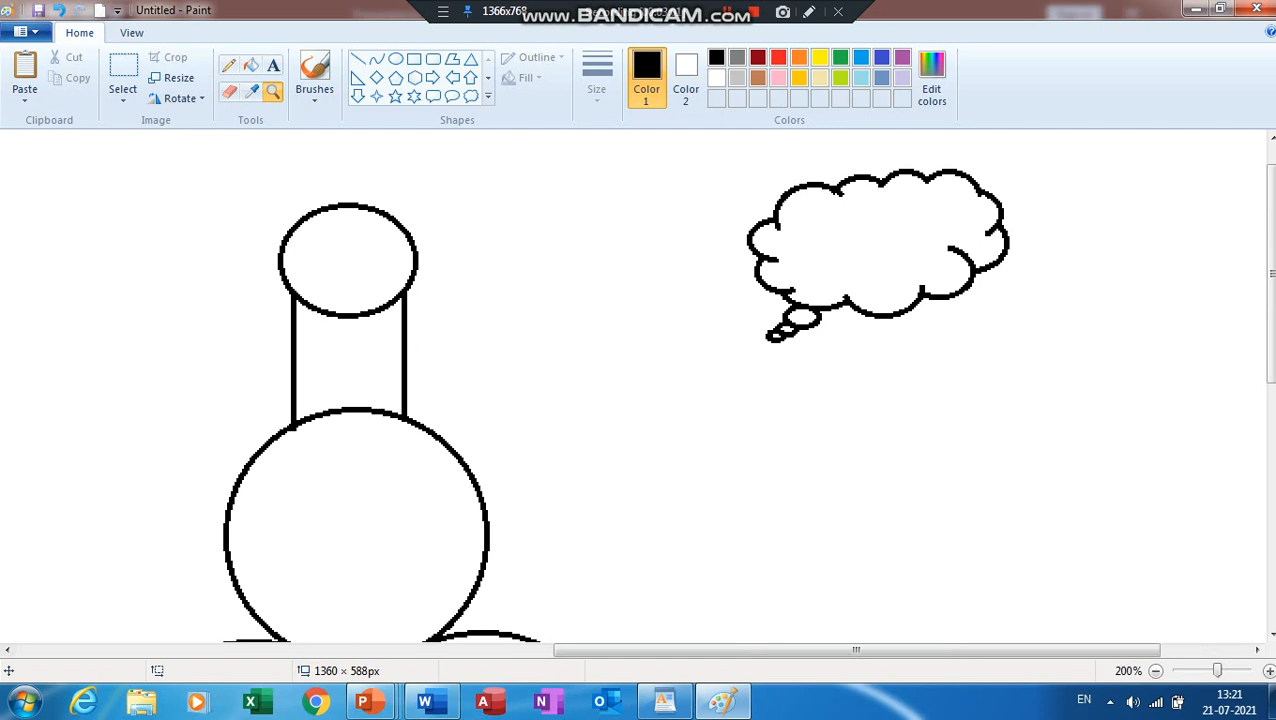 Untitled - Paint
1366x768
www.BANDICAM.com
Home
View
Cut
Copy
Paste
Clipboard
Crop
Resize
Rotate
Select
Image
Tools
Brushes
Outline
Fill
Shapes
Size
Color 1
Color 2
Edit colors
Colors
1360 × 588px
200%
EN
13:21
21-07-2021